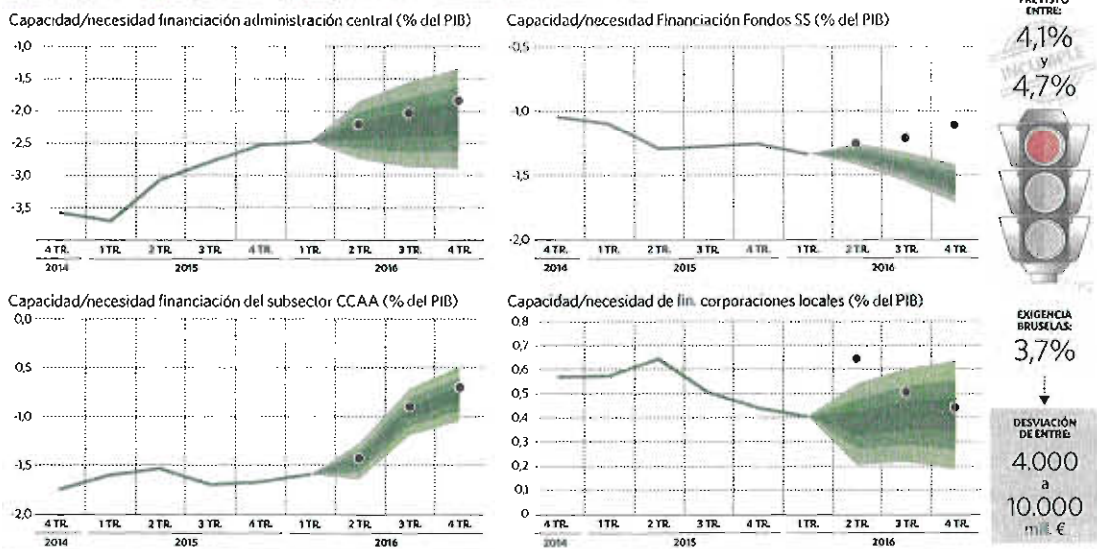 Capacidad/necesidad financiación administración central (% del PIB)
-1,0
-1,5
-2,0
-2,5
-3,0
-3,5
4 TR. 1 TR. 2 TR. 3 TR. 4 TR. 1 TR. 2 TR. 3 TR. 4 TR.
2014 2015 2016
Capacidad/necesidad Financiación Fondos SS (% del PIB)
-0,5
-1,0
-1,5
-2,0
4 TR. 1 TR. 2 TR. 3 TR. 4 TR. 1 TR. 2 TR. 3 TR. 4 TR.
2014 2015 2016
Capacidad/necesidad financiación del subsector CCAA (% del PIB)
0,0
-0,5
-1,0
-1,5
-2,0
4 TR. 1 TR. 2 TR. 3 TR. 4 TR. 1 TR. 2 TR. 3 TR. 4 TR.
2014 2015 2016
Capacidad/necesidad de fin. corporaciones locales (% del PIB)
0,8
0,7
0,6
0,5
0,4
0,3
0,2
0,1
0
4 TR. 1 TR. 2 TR. 3 TR. 4 TR. 1 TR. 2 TR. 3 TR. 4 TR.
2014 2015 2016
PREVISTO
ENTRE:
4,1%
y
4,7%
INCUMPLE
EXIGENCIA
BRUSELAS:
3,7%
DESVIACIÓN
DE ENTRE:
4.000
a
10.000
mill. €